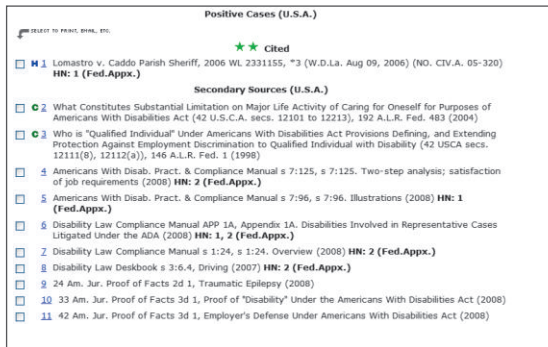 Positive Cases (U.S.A.)
SELECT TO PRINT, EMAIL, ETC.
★★ Cited
H 1 Lomastro v. Caddo Parish Sheriff, 2006 WL 2331155, *3 (W.D.La. Aug 09, 2006) (NO. CIV.A. 05-320)
HN: 1 (Fed.Appx.)
Secondary Sources (U.S.A.)
C 2 What Constitutes Substantial Limitation on Major Life Activity of Caring for Oneself for Purposes of
Americans With Disabilities Act (42 U.S.C.A. secs. 12101 to 12213), 192 A.L.R. Fed. 483 (2004)
C 3 Who is "Qualified Individual" Under Americans With Disabilities Act Provisions Defining, and Extending
Protection Against Employment Discrimination to Qualified Individual with Disability (42 USCA secs.
12111(8), 12112(a)), 146 A.L.R. Fed. 1 (1998)
4 Americans With Disab. Pract. & Compliance Manual s 7:125, s 7:125. Two-step analysis; satisfaction
of job requirements (2008) HN: 2 (Fed.Appx.)
5 Americans With Disab. Pract. & Compliance Manual s 7:96, s 7:96. Illustrations (2008) HN: 1
(Fed.Appx.)
6 Disability Law Compliance Manual APP 1A, Appendix 1A. Disabilities Involved in Representative Cases
Litigated Under the ADA (2008) HN: 1, 2 (Fed.Appx.)
7 Disability Law Compliance Manual s 1:24, s 1:24. Overview (2008) HN: 2 (Fed.Appx.)
8 Disability Law Deskbook s 3:6.4, Driving (2007) HN: 2 (Fed.Appx.)
9 24 Am. Jur. Proof of Facts 2d 1, Traumatic Epilepsy (2008)
10 33 Am. Jur. Proof of Facts 3d 1, Proof of "Disability" Under the Americans With Disabilities Act (2008)
11 42 Am. Jur. Proof of Facts 3d 1, Employer's Defense Under Americans With Disabilities Act (2008)